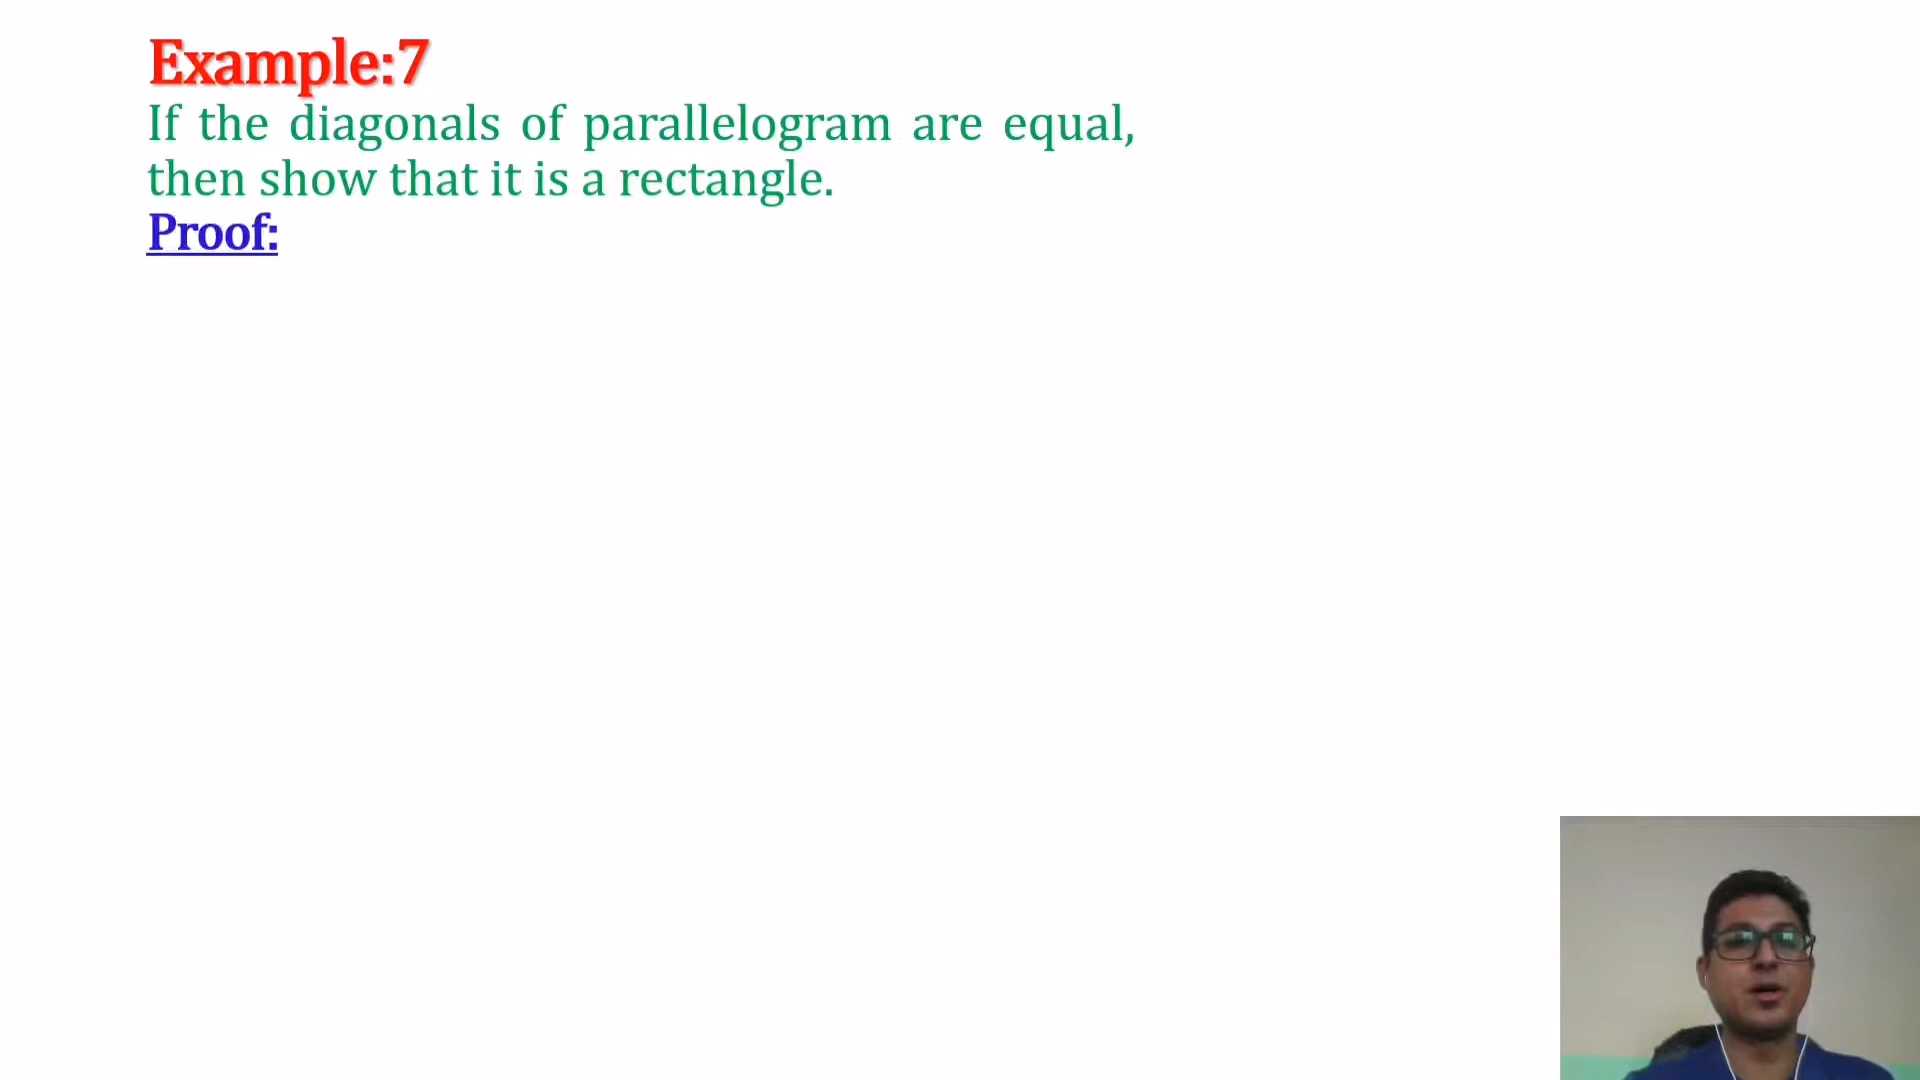 Example:7
If the diagonals of parallelogram are equal,
then show that it is a rectangle.
Proof: